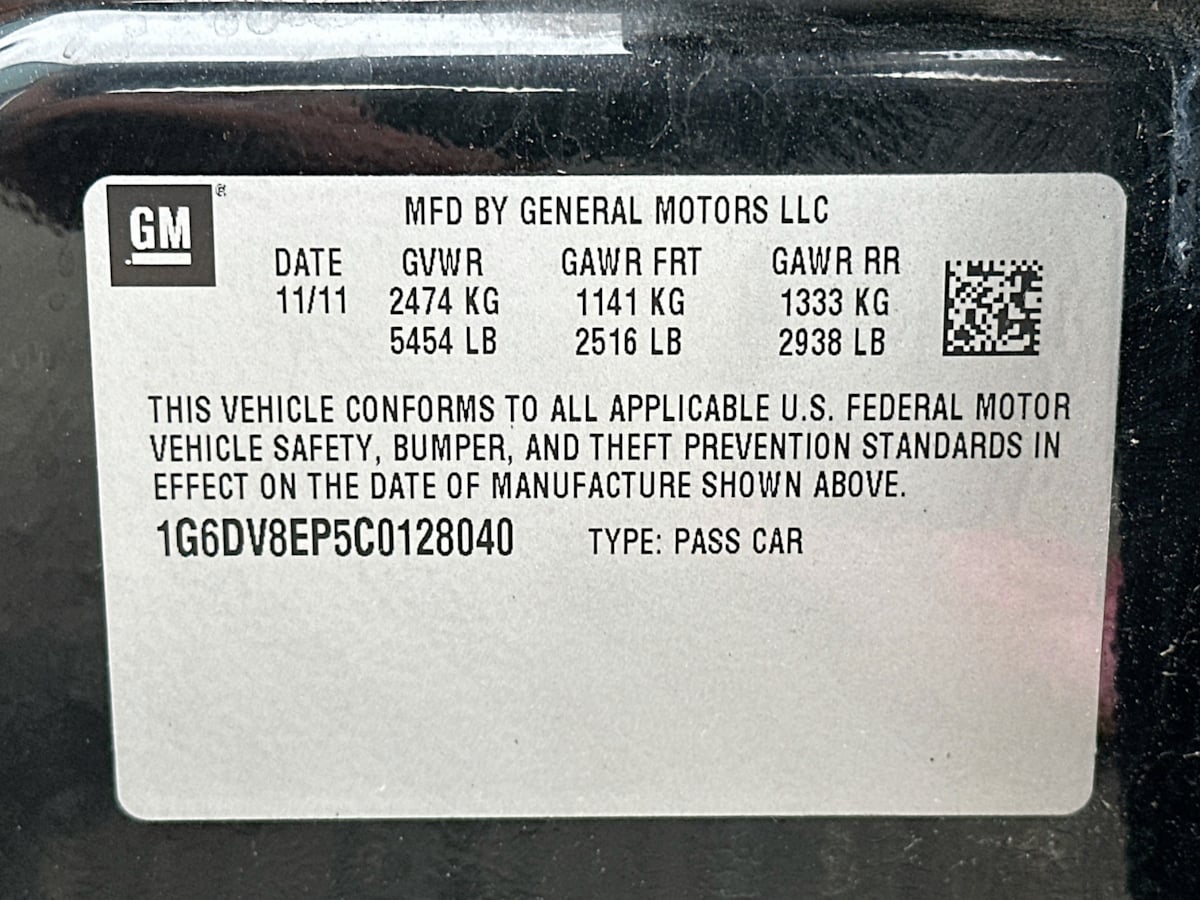 GM ®
MFD BY GENERAL MOTORS LLC
DATE GVWR GAWR FRT GAWR RR
11/11 2474 KG 1141 KG 1333 KG
5454 LB 2516 LB 2938 LB
THIS VEHICLE CONFORMS TO ALL APPLICABLE U.S. FEDERAL MOTOR
VEHICLE SAFETY, BUMPER, AND THEFT PREVENTION STANDARDS IN
EFFECT ON THE DATE OF MANUFACTURE SHOWN ABOVE.
1G6DV8EP5C0128040 TYPE: PASS CAR